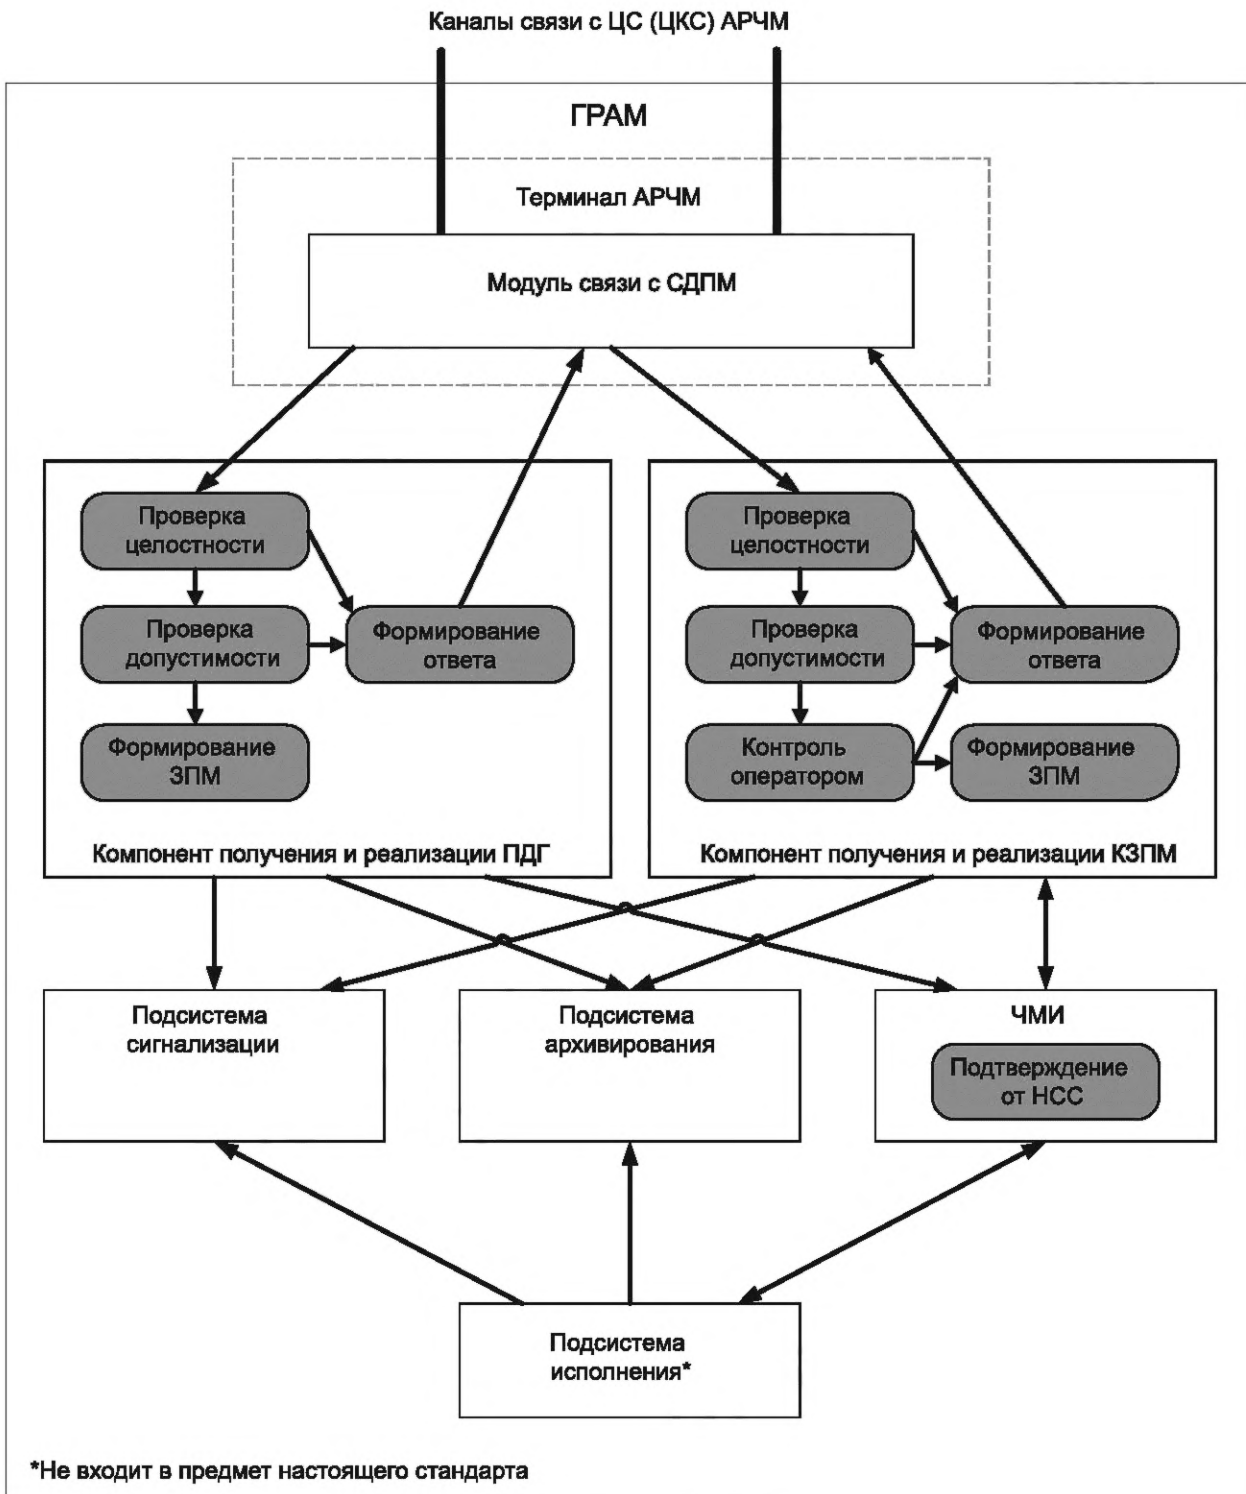 Каналы связи с ЦС (ЦКС) АРЧМ
ГРАМ
Терминал АРЧМ
Модуль связи с СДПМ
Проверка
целостности
Проверка
допустимости
Формирование
ответа
Формирование
ЗПМ
Компонент получения и реализации ПДГ
Проверка
целостности
Проверка
допустимости
Формирование
ответа
Контроль
оператором
Формирование
ЗПМ
Компонент получения и реализации КЗПМ
Подсистема
сигнализации
Подсистема
архивирования
ЧМИ
Подтверждение
от НСС
Подсистема
исполнения*
*Не входит в предмет настоящего стандарта